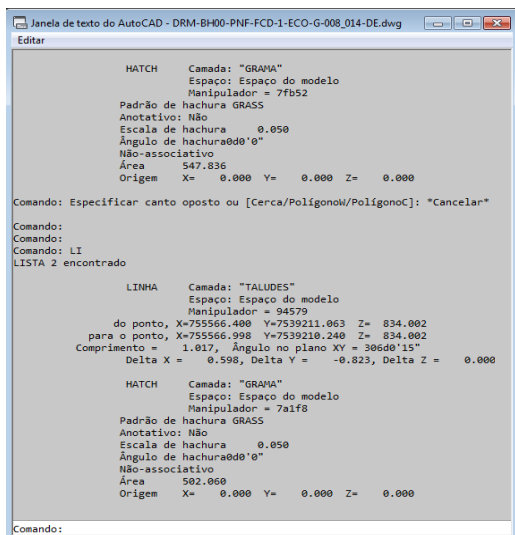 Janela de texto do AutoCAD - DRM-BH00-PNF-FCD-1-ECO-G-008_014-DE.dwg
Editar
HATCH Camada: "GRAMA"
Espaço: Espaço do modelo
Manipulador = 7fb52
Padrão de hachura GRASS
Anotativo: Não
Escala de hachura 0.050
Ângulo de hachura0d0'0"
Não-associativo
Área 547.836
Origem X= 0.000 Y= 0.000 Z= 0.000
Comando: Especificar canto oposto ou [Cerca/PolígonoW/PolígonoC]: *Cancelar*
Comando:
Comando:
Comando: LI
LISTA 2 encontrado
LINHA Camada: "TALUDES"
Espaço: Espaço do modelo
Manipulador = 94579
do ponto, X=755566.400 Y=7539211.063 Z= 834.002
para o ponto, X=755566.998 Y=7539210.240 Z= 834.002
Comprimento = 1.017, Ângulo no plano XY = 306d0'15"
Delta X = 0.598, Delta Y = -0.823, Delta Z = 0.000
HATCH Camada: "GRAMA"
Espaço: Espaço do modelo
Manipulador = 7a1f8
Padrão de hachura GRASS
Anotativo: Não
Escala de hachura 0.050
Ângulo de hachura0d0'0"
Não-associativo
Área 502.060
Origem X= 0.000 Y= 0.000 Z= 0.000
Comando: